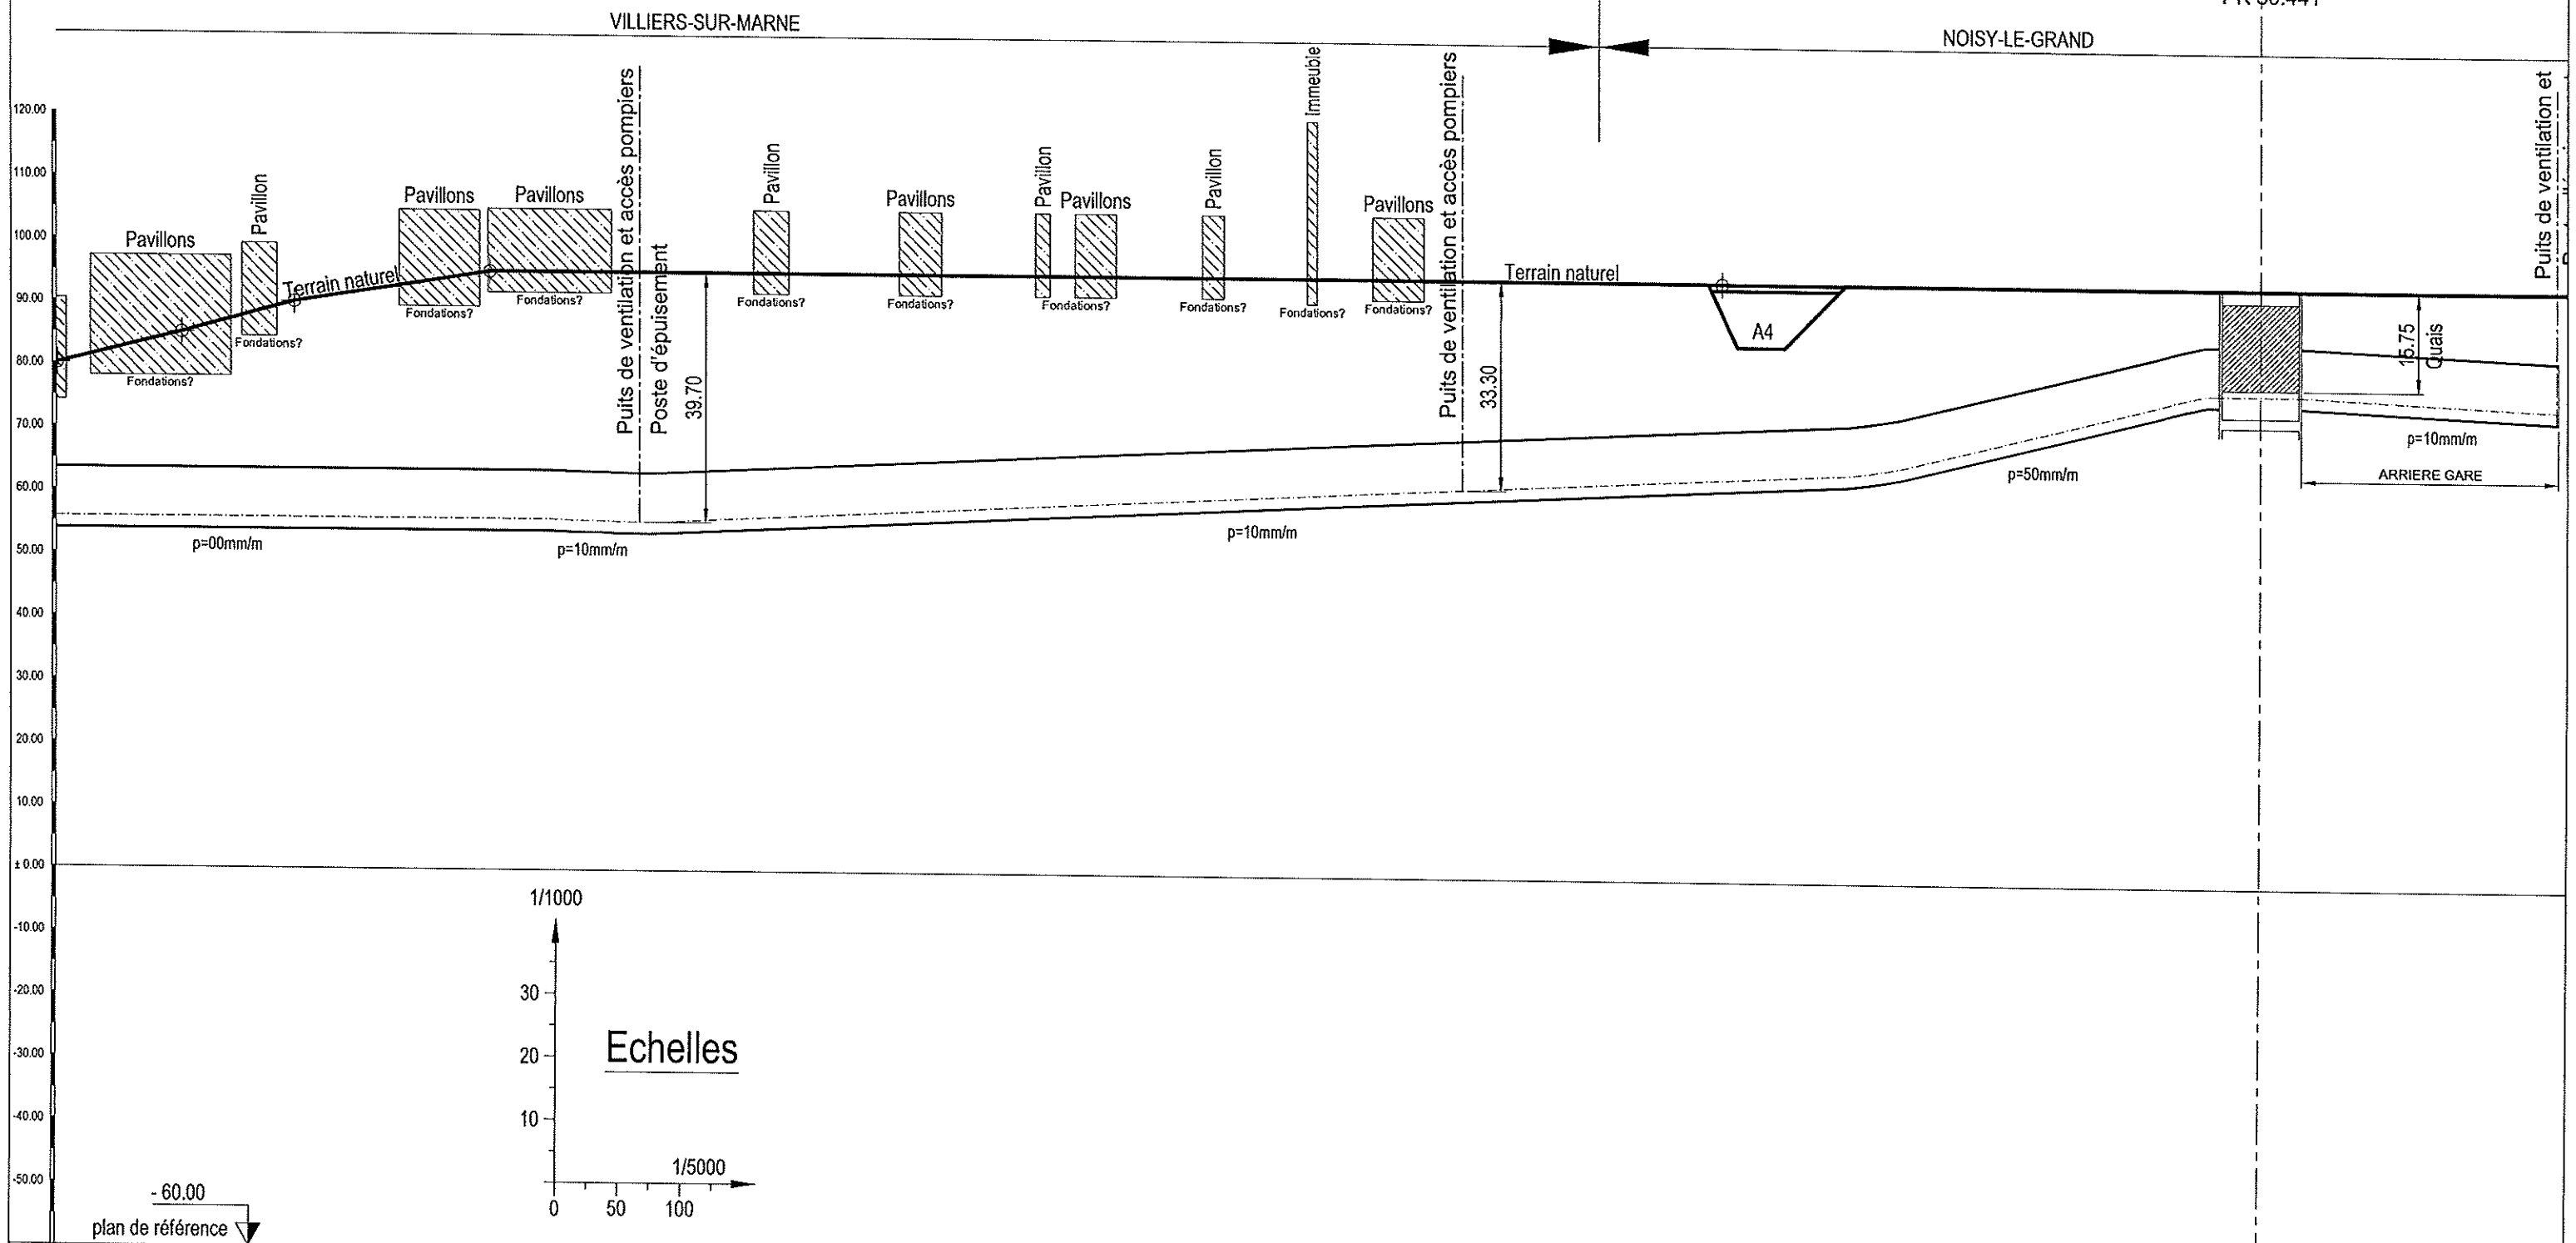 VILLIERS-SUR-MARNE
NOISY-LE-GRAND
120.00
110.00
100.00
90.00
80.00
70.00
60.00
50.00
40.00
30.00
20.00
10.00
± 0.00
-10.00
-20.00
-30.00
-40.00
-50.00
Pavillons
Fondations?
Pavillon
Fondations?
Terrain naturel
Pavillons
Fondations?
Pavillons
Fondations?
Puits de ventilation et accès pompiers
Poste d'épuisement
39.70
Pavillon
Fondations?
Pavillons
Fondations?
Pavillon
Pavillons
Fondations?
Pavillon
Fondations?
Immeuble
Fondations?
Pavillons
Fondations?
Puits de ventilation et accès pompiers
33.30
Terrain naturel
A4
15.75
Quais
Puits de ventilation et
p=00mm/m
p=10mm/m
p=10mm/m
p=50mm/m
p=10mm/m
ARRIERE GARE
1/1000
30
20
10
Echelles
1/5000
0
50
100
- 60.00
plan de référence